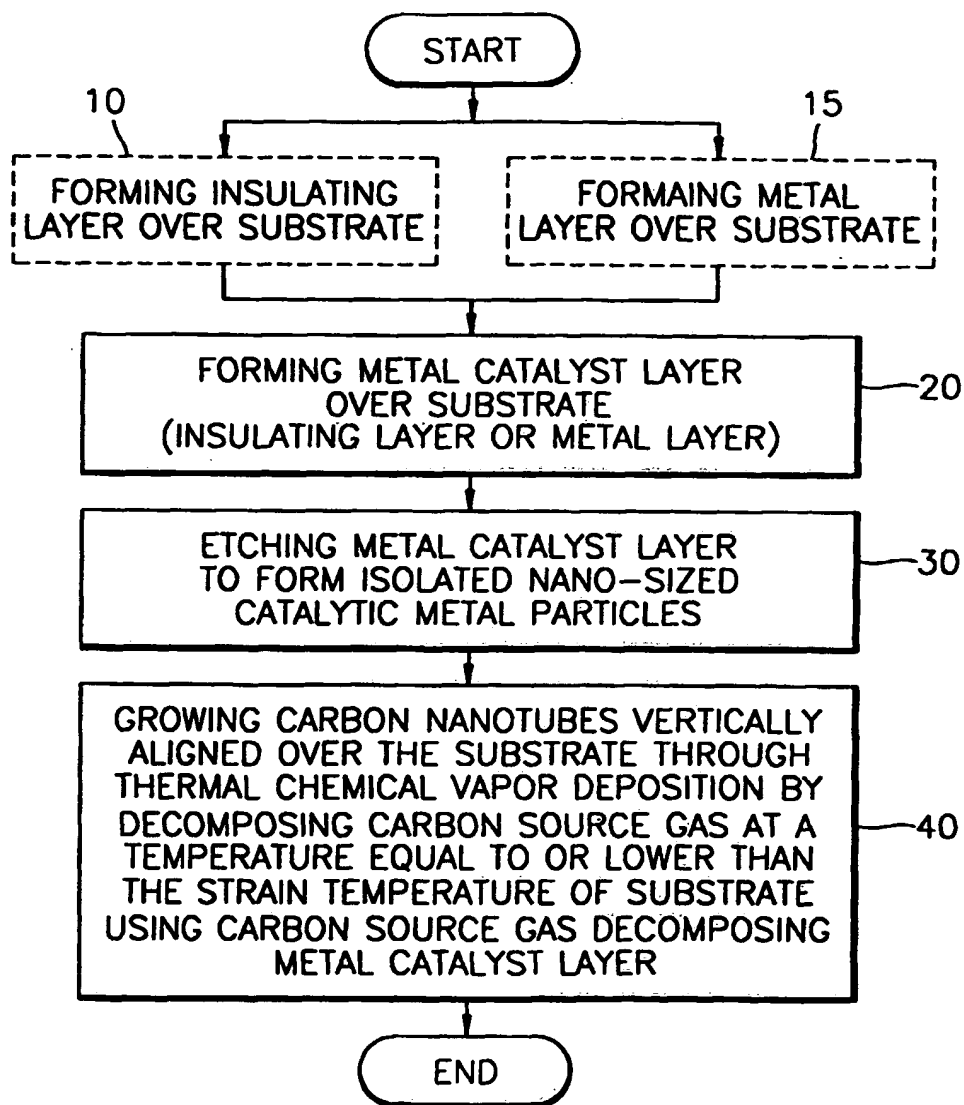 START
10
15
FORMING INSULATING
LAYER OVER SUBSTRATE
FORMAING METAL
LAYER OVER SUBSTRATE
FORMING METAL CATALYST LAYER
OVER SUBSTRATE
(INSULATING LAYER OR METAL LAYER)
20
ETCHING METAL CATALYST LAYER
TO FORM ISOLATED NANO-SIZED
CATALYTIC METAL PARTICLES
30
GROWING CARBON NANOTUBES VERTICALLY
ALIGNED OVER THE SUBSTRATE THROUGH
THERMAL CHEMICAL VAPOR DEPOSITION BY
DECOMPOSING CARBON SOURCE GAS AT A
TEMPERATURE EQUAL TO OR LOWER THAN
THE STRAIN TEMPERATURE OF SUBSTRATE
USING CARBON SOURCE GAS DECOMPOSING
METAL CATALYST LAYER
40
END